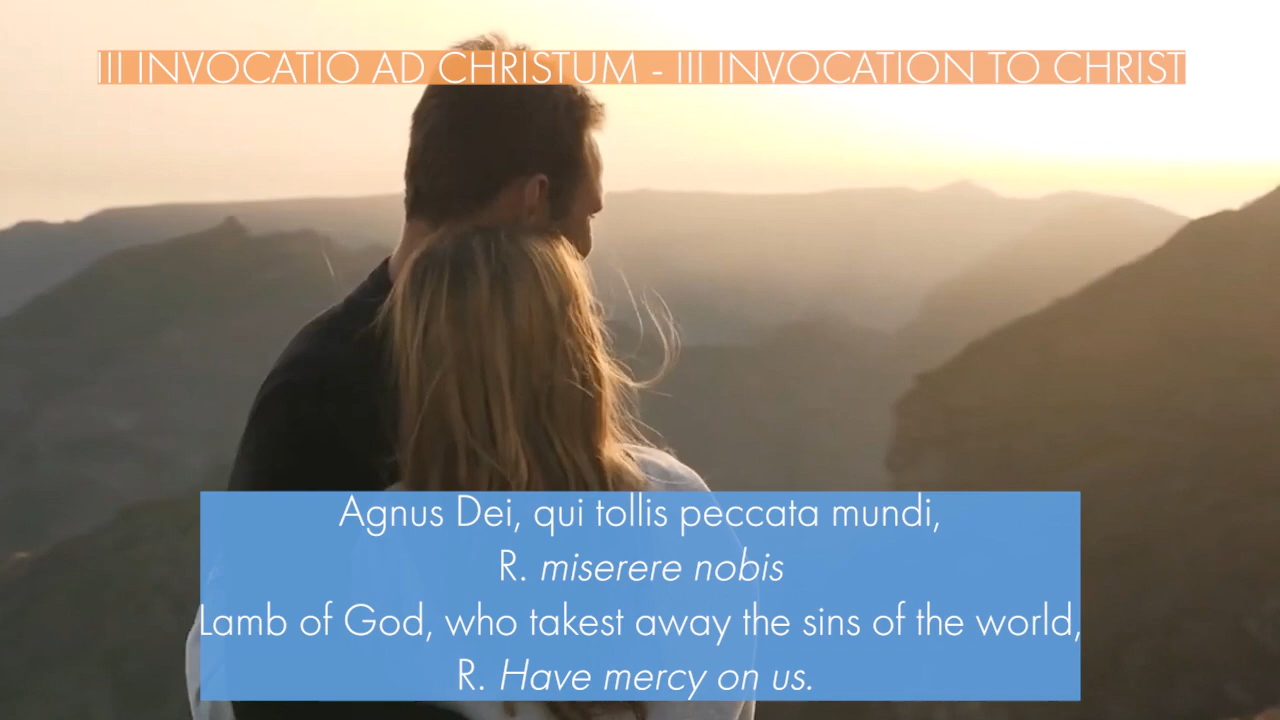 III INVOCATIO AD CHRISTUM - III INVOCATION TO CHRIST
Agnus Dei, qui tollis peccata mundi,
R. miserere nobis
Lamb of God, who takest away the sins of the world,
R. Have mercy on us.